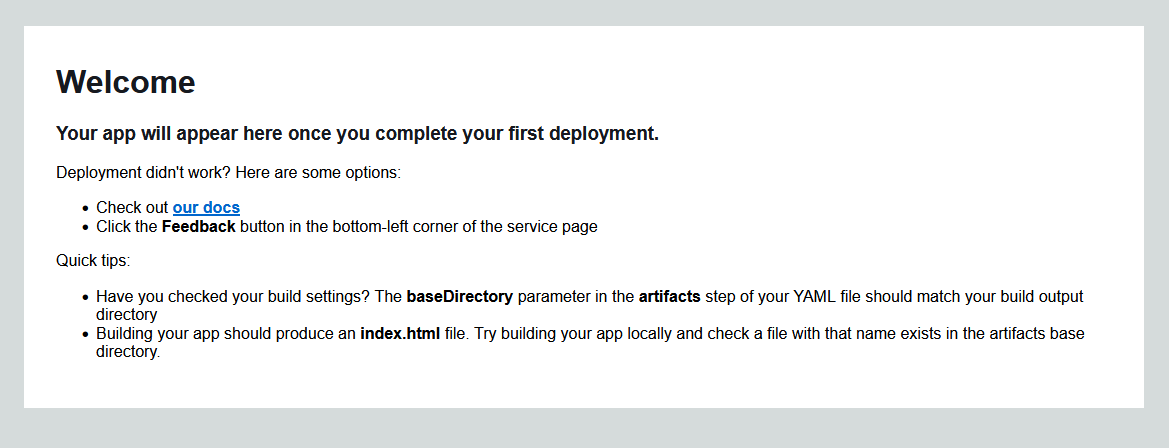 Welcome
Your app will appear here once you complete your first deployment.
Deployment didn't work? Here are some options:
Check out our docs
Click the Feedback button in the bottom-left corner of the service page
Quick tips:
Have you checked your build settings? The baseDirectory parameter in the artifacts step of your YAML file should match your build output
directory
Building your app should produce an index.html file. Try building your app locally and check a file with that name exists in the artifacts base
directory.